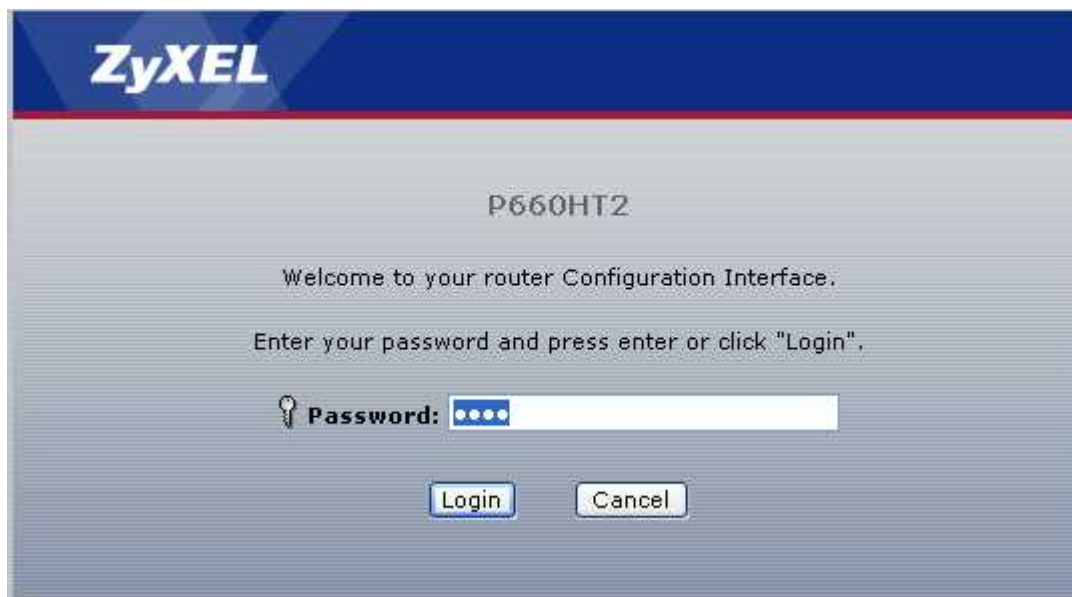 ZyXEL
P660HT2
Welcome to your router Configuration Interface.
Enter your password and press enter or click "Login".
Password: ••••
Login Cancel